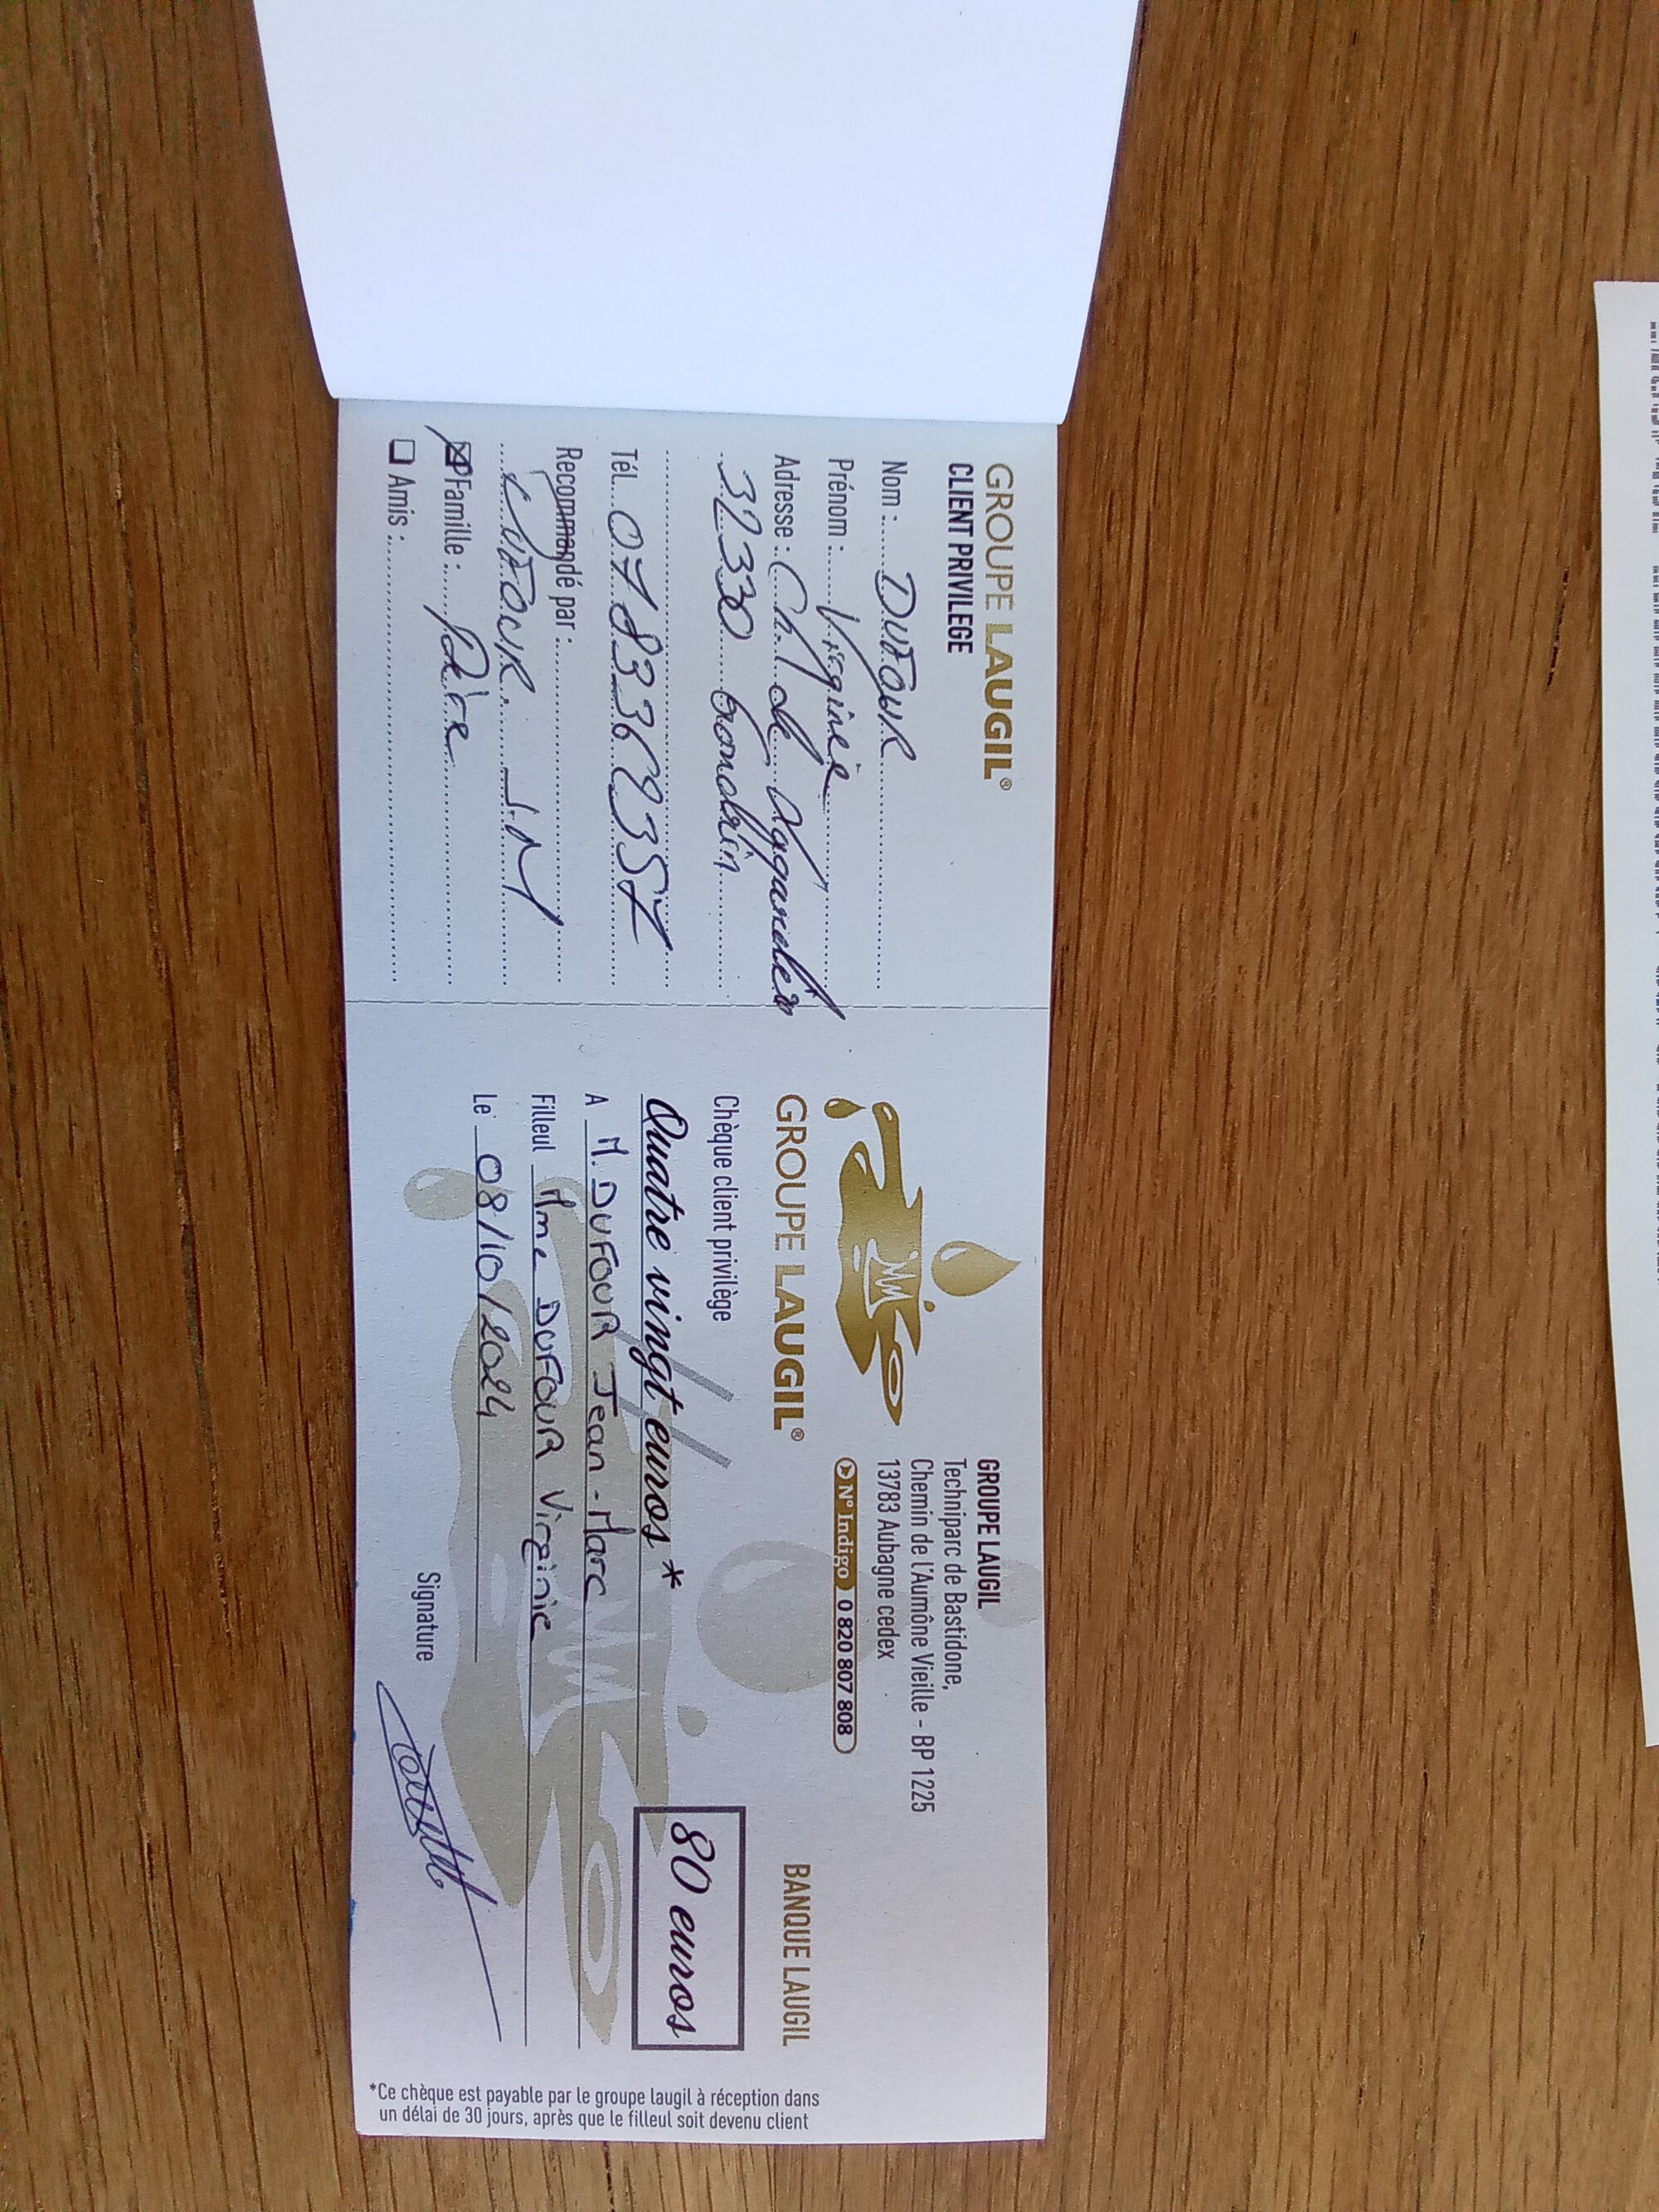 GROUPE LAUGIL®
CLIENT PRIVILEGE
Nom : DUFOUR
Prénom : Virginie
Adresse : Ch de
32330 Gondrin
Tél. 0783369357
Recommandé par :
DUFOUR. J.M
Famille : Père
Amis :
GROUPE LAUGIL®
GROUPE LAUGIL
Techniparc de Bastidone,
Chemin de l'Aumône Vieille - BP 1225
13783 Aubagne cedex
N° Indigo 0 820 807 808
BANQUE LAUGIL
Chèque client privilège
Quatre vingt euros*
80 euros
A M. DUFOUR Jean-Marc
Filleul Mme DUFOUR Virginie
Le 08/10/2024
Signature
*Ce chèque est payable par le groupe laugil à réception dans
un délai de 30 jours, après que le filleul soit devenu client